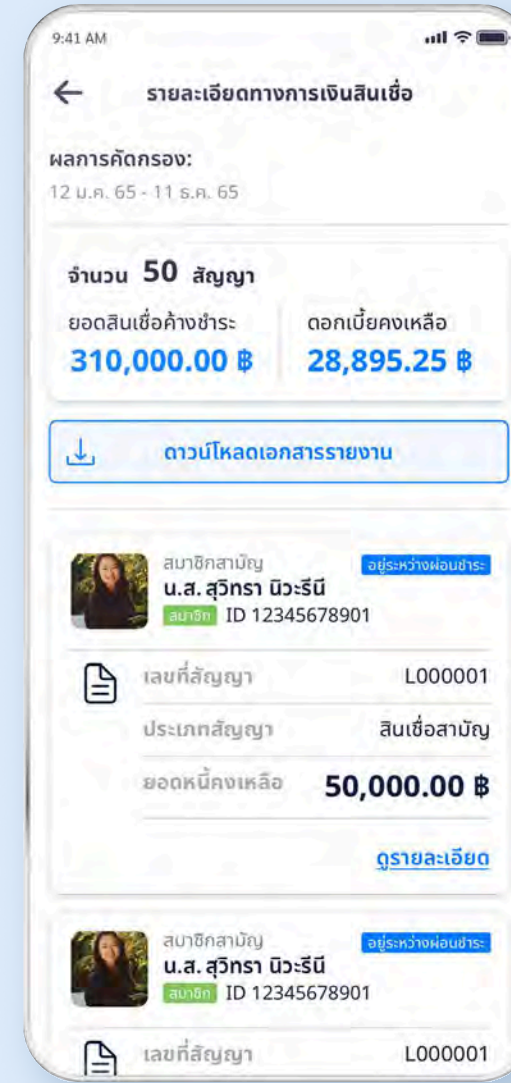 9:41 AM
รายละเอียดทางการเงินสินเชื่อ
ผลการคัดกรอง:
12 ม.ค. 65 - 11 ธ.ค. 65
จำนวน 50 สัญญา
ยอดสินเชื่อค้างชำระ ดอกเบี้ยคงเหลือ
310,000.00 ฿ 28,895.25 ฿
ดาวน์โหลดเอกสารรายงาน
สมาชิกสามัญ อยู่ระหว่างผ่อนชำระ
น.ส. สุวิทรา นิวะรีนี
สมาชิก ID 12345678901
เลขที่สัญญา L000001
ประเภทสัญญา สินเชื่อสามัญ
ยอดหนี้คงเหลือ 50,000.00 ฿
ดูรายละเอียด
สมาชิกสามัญ อยู่ระหว่างผ่อนชำระ
น.ส. สุวิทรา นิวะรีนี
สมาชิก ID 12345678901
เลขที่สัญญา L000001